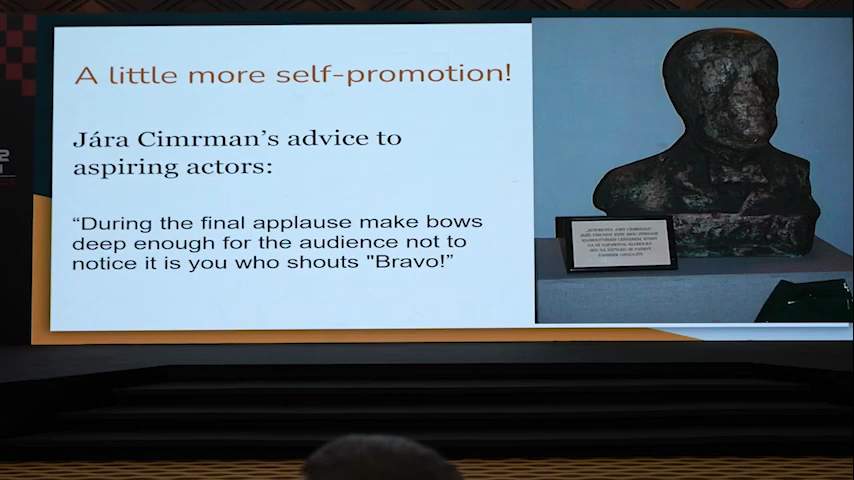 A little more self-promotion!
Jára Cimrman's advice to
aspiring actors:
“During the final applause make bows
deep enough for the audience not to
notice it is you who shouts "Bravo!”